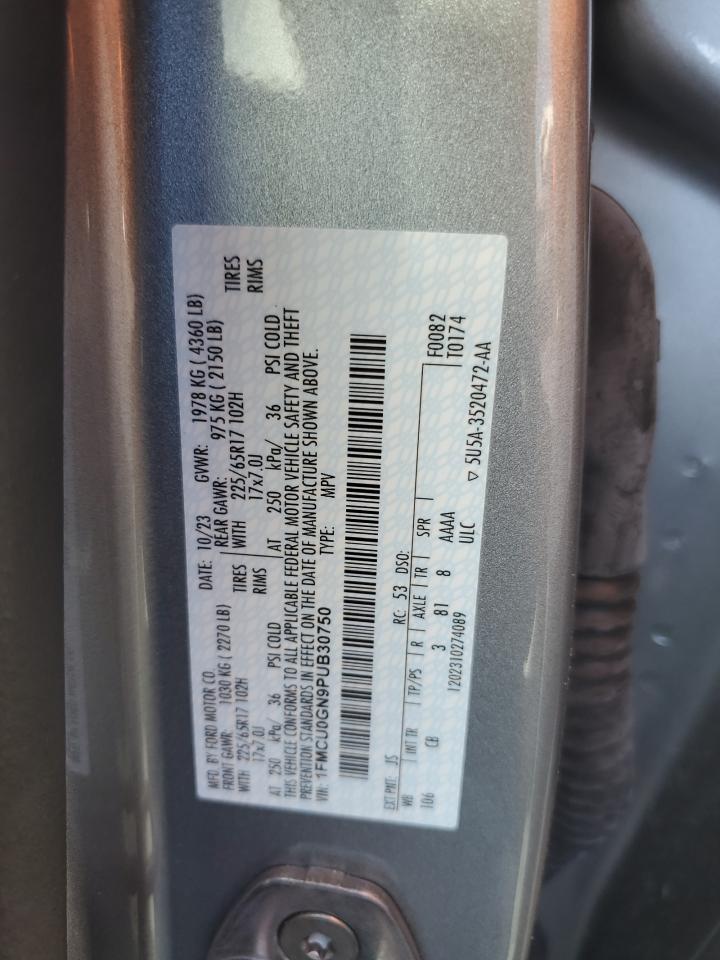 MFD. BY FORD MOTOR CO. DATE: 10/23 GVWR: 1978 KG ( 4360 LB)
FRONT GAWR: 1030 KG ( 2270 LB) REAR GAWR: 975 KG ( 2150 LB)
WITH 225/65R17 102H TIRES WITH 225/65R17 102H TIRES
17x7.0J RIMS 17x7.0J RIMS
AT 250 kPa/ 36 PSI COLD AT 250 kPa/ 36 PSI COLD
THIS VEHICLE CONFORMS TO ALL APPLICABLE FEDERAL MOTOR VEHICLE SAFETY AND THEFT
PREVENTION STANDARDS IN EFFECT ON THE DATE OF MANUFACTURE SHOWN ABOVE.
VIN: 1FMCU0GN9PUB30750 TYPE: MPV
EXT PNT: JS RC: 53 DSO: F0082
WB INT TR TP/PS R AXLE TR SPR T0174
106 CB 3 81 8 AAAA
1202310274089 ULC
▽ 5U5A-3520472-AA